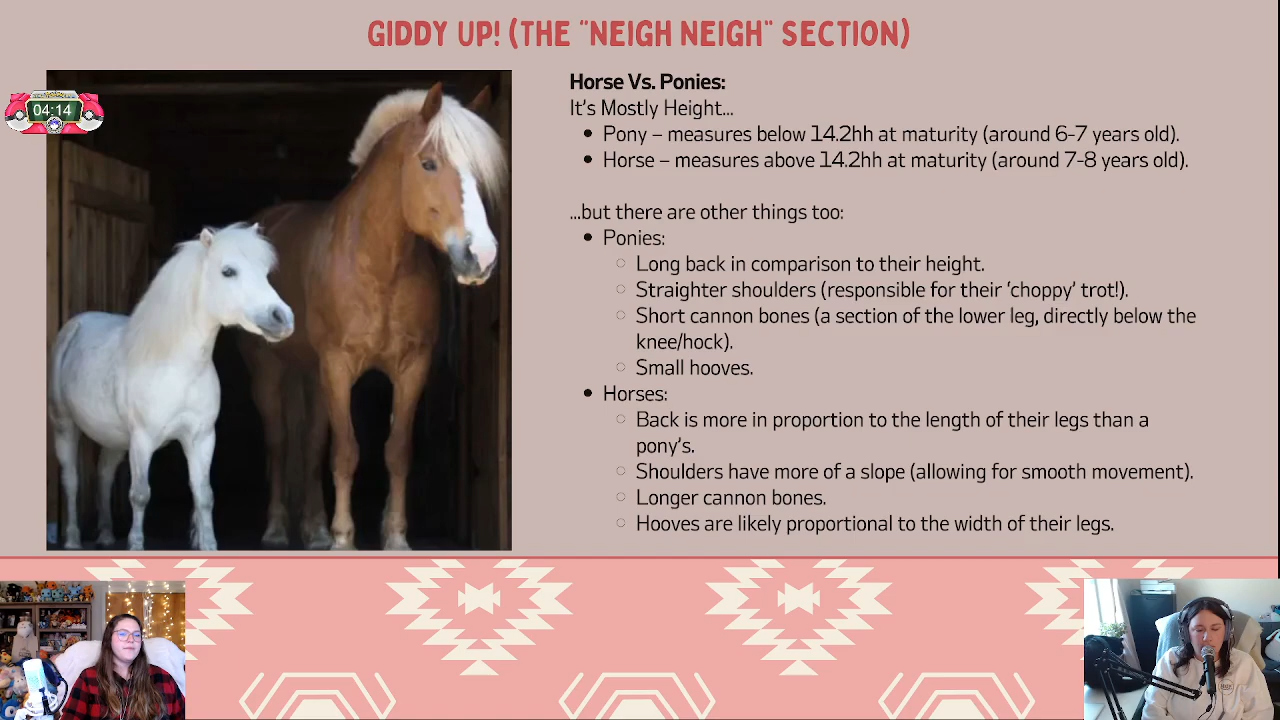 GIDDY UP! (THE "NEIGH NEIGH" SECTION)
04:14
Horse Vs. Ponies:
It's Mostly Height...
Pony – measures below 14.2hh at maturity (around 6-7 years old).
Horse – measures above 14.2hh at maturity (around 7-8 years old).
...but there are other things too:
Ponies:
Long back in comparison to their height.
Straighter shoulders (responsible for their 'choppy' trot!).
Short cannon bones (a section of the lower leg, directly below the
knee/hock).
Small hooves.
Horses:
Back is more in proportion to the length of their legs than a
pony's.
Shoulders have more of a slope (allowing for smooth movement).
Longer cannon bones.
Hooves are likely proportional to the width of their legs.